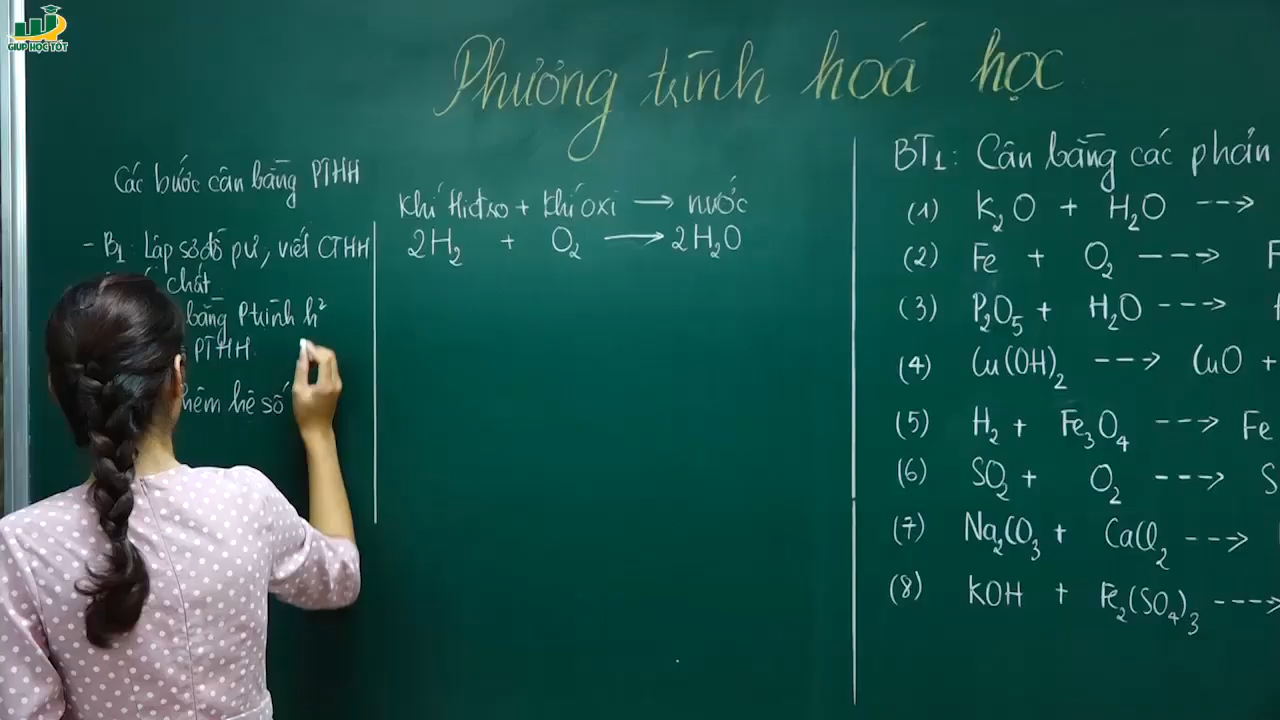 GIUP HỌC TỐT
Phương trình hoá học
Các bước cân bằng PTHH
- B1: Lập sơ đồ pư, viết CTHH
chất.
bằng Ptrình h²
PTHH.
thêm hệ số
Khí Hiđro + Khí oxi → nước
2H₂ + O₂ → 2H₂O
BT1: Cân bằng các phản
(1) K₂O + H₂O --->
(2) Fe + O₂ ---> F
(3) P₂O₅ + H₂O --->
(4) Cu(OH)₂ ---> CuO +
(5) H₂ + Fe₃O₄ ---> Fe
(6) SO₂ + O₂ ---> S
(7) Na₂CO₃ + CaCl₂ --->
(8) KOH + Fe₂(SO₄)₃ --->